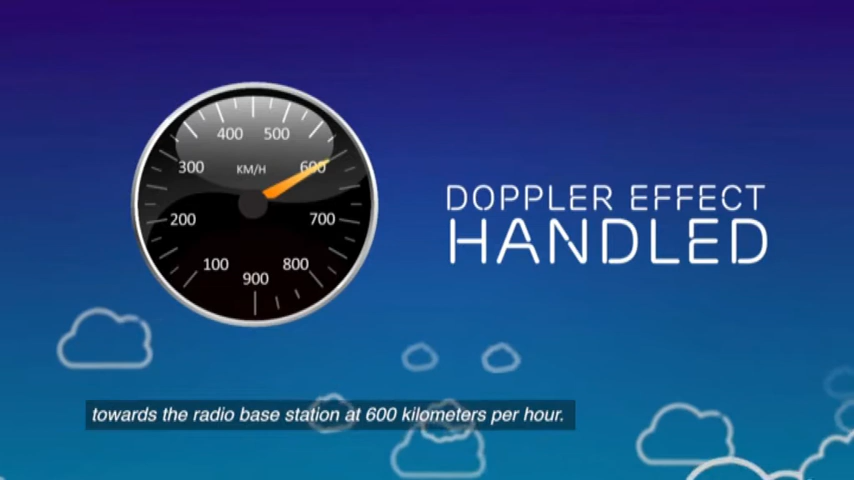 400 500
300 KM/H 600
200 700
100 800
900
DOPPLER EFFECT
HANDLED
towards the radio base station at 600 kilometers per hour.